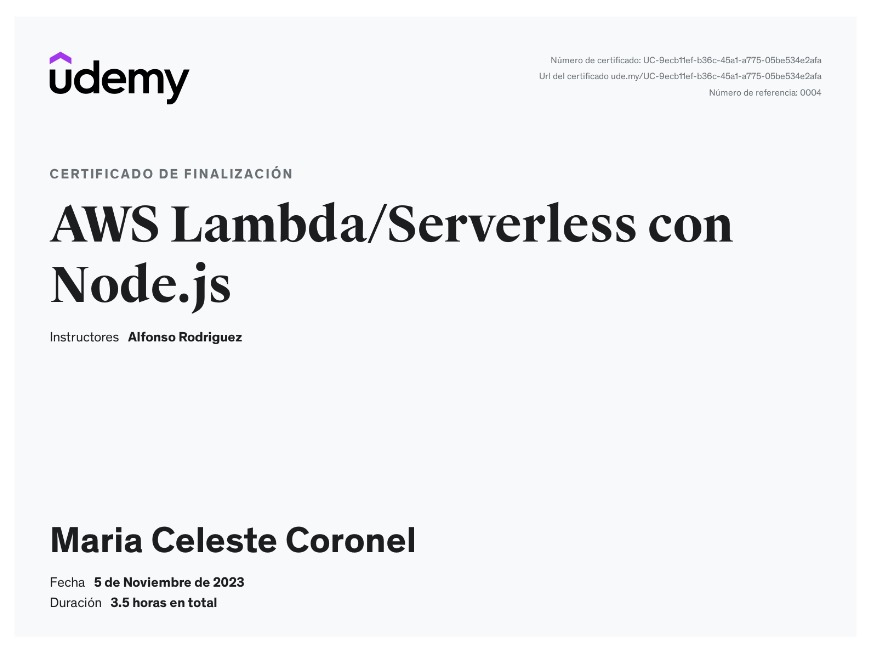 udemy
Número de certificado: UC-9ecb11ef-b36c-45a1-a775-05be534e2afa
Url del certificado ude.my/UC-9ecb11ef-b36c-45a1-a775-05be534e2afa
Número de referencia: 0004
CERTIFICADO DE FINALIZACIÓN
AWS Lambda/Serverless con
Node.js
Instructores Alfonso Rodriguez
Maria Celeste Coronel
Fecha 5 de Noviembre de 2023
Duración 3.5 horas en total